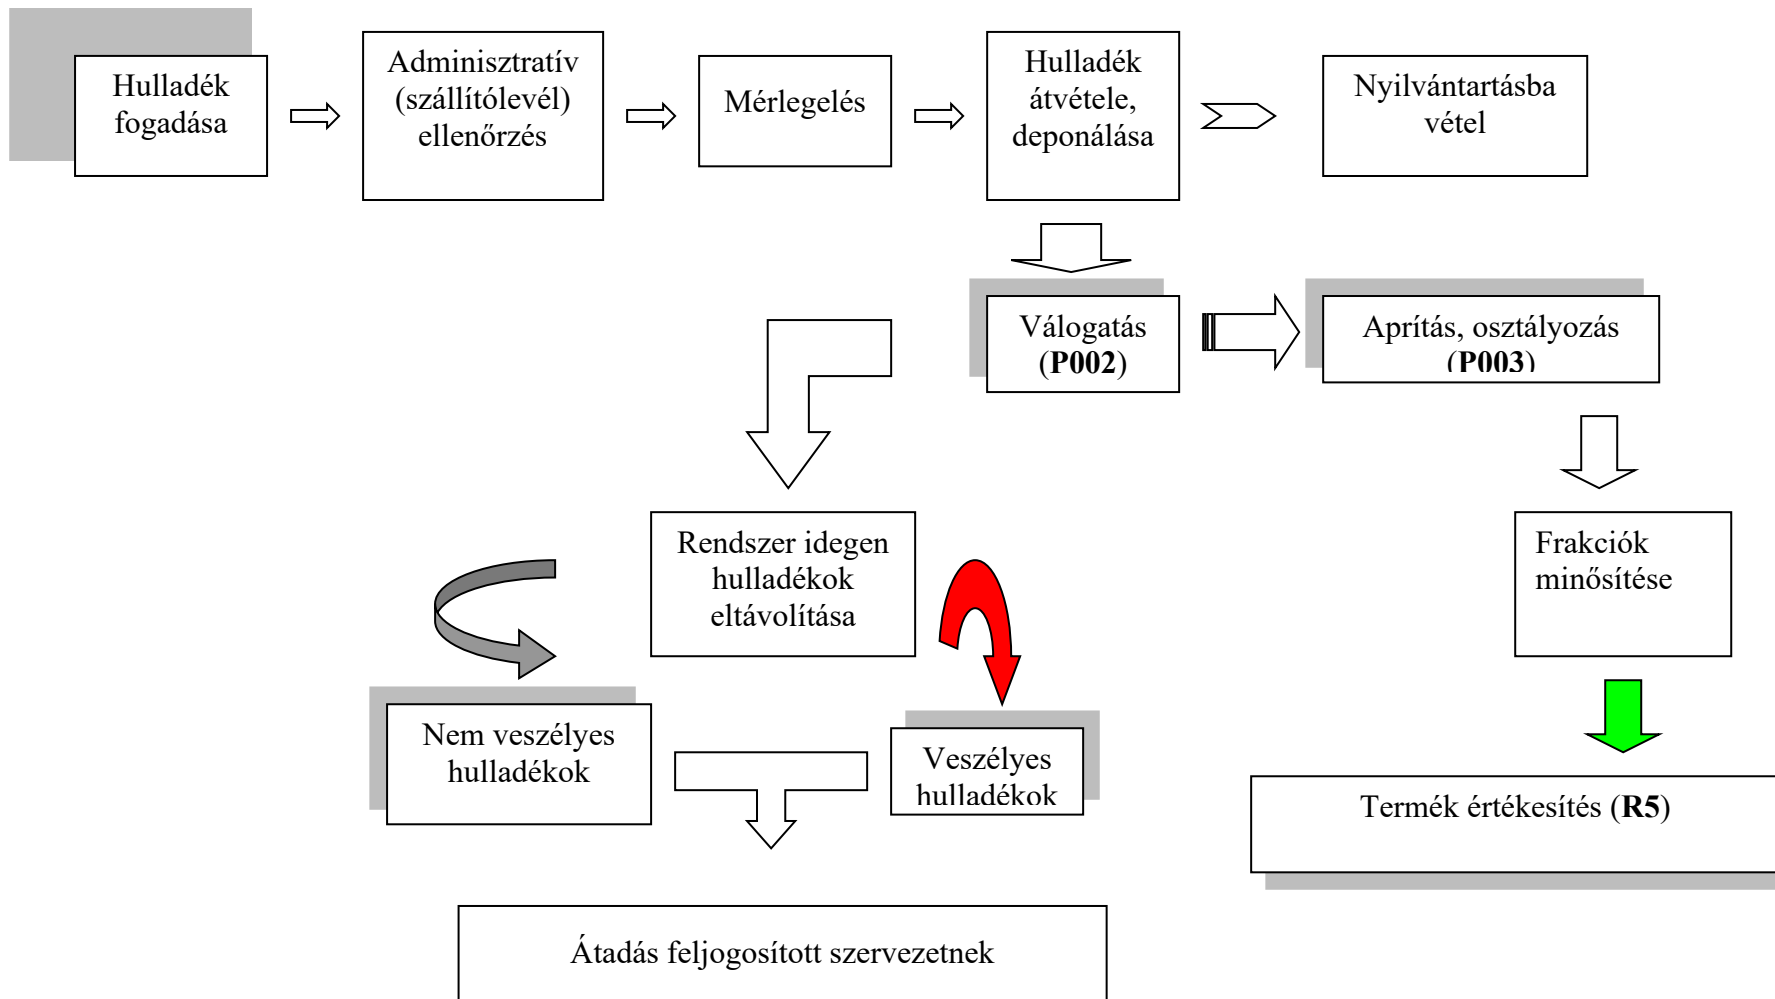 Hulladék
fogadása
Adminisztratív
(szállítólevél)
ellenőrzés
Mérlegelés
Hulladék
átvétele,
deponálása
Nyilvántartásba
vétel
Válogatás
(P002)
Aprítás, osztályozás
(P003)
Rendszer idegen
hulladékok
eltávolítása
Frakciók
minősítése
Nem veszélyes
hulladékok
Veszélyes
hulladékok
Termék értékesítés (R5)
Átadás feljogosított szervezetnek